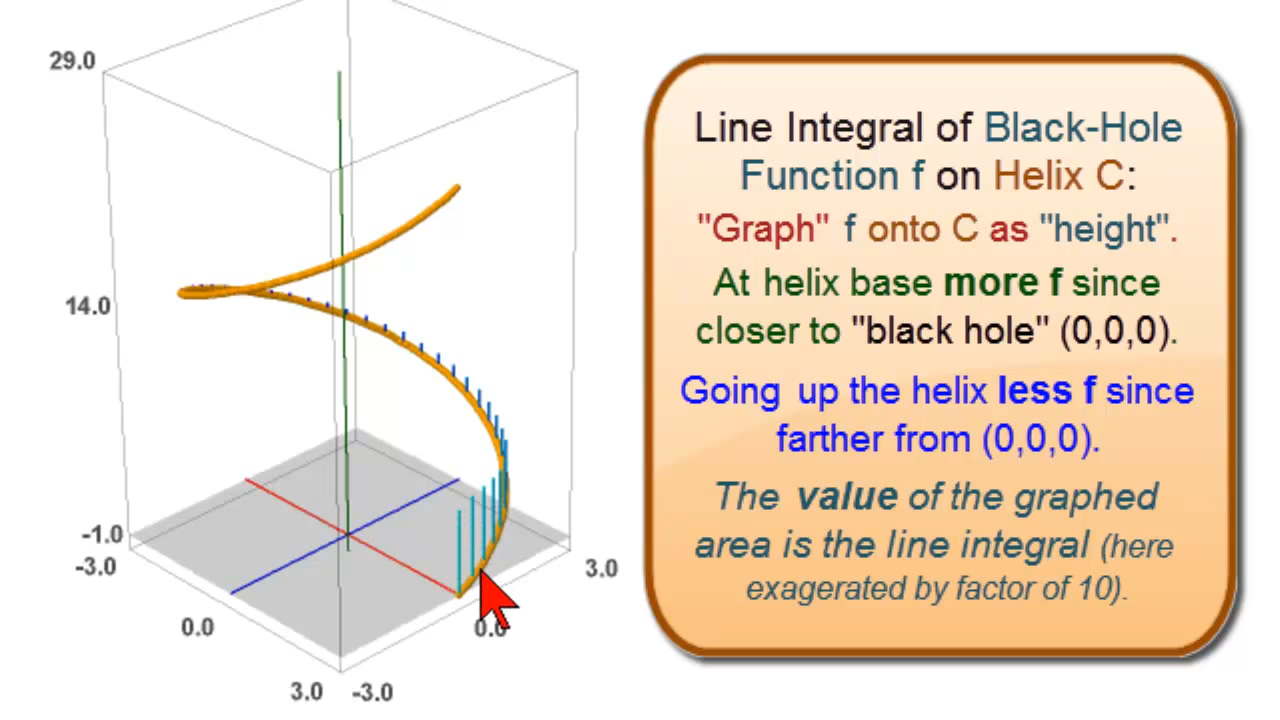 29.0
14.0
-1.0
-3.0
0.0
3.0
-3.0
0.0
3.0
Line Integral of Black-Hole
Function f on Helix C:
"Graph" f onto C as "height".
At helix base more f since
closer to "black hole" (0,0,0).
Going up the helix less f since
farther from (0,0,0).
The value of the graphed
area is the line integral (here
exagerated by factor of 10).